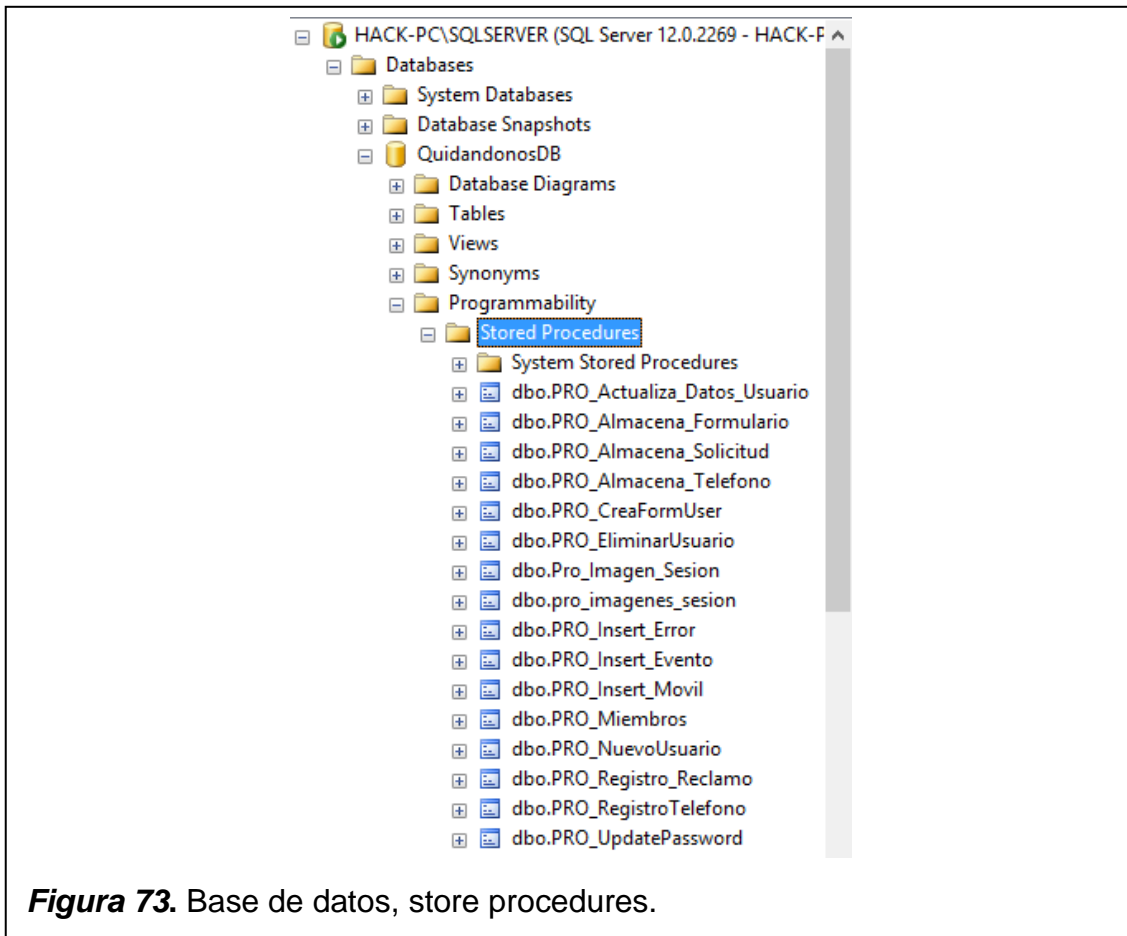 HACK-PC\SQLSERVER (SQL Server 12.0.2269 - HACK-P
Databases
System Databases
Database Snapshots
QuidandonosDB
Database Diagrams
Tables
Views
Synonyms
Programmability
Stored Procedures
System Stored Procedures
dbo.PRO_Actualiza_Datos_Usuario
dbo.PRO_Almacena_Formulario
dbo.PRO_Almacena_Solicitud
dbo.PRO_Almacena_Telefono
dbo.PRO_CreaFormUser
dbo.PRO_EliminarUsuario
dbo.Pro_Imagen_Sesion
dbo.pro_imagenes_sesion
dbo.PRO_Insert_Error
dbo.PRO_Insert_Evento
dbo.PRO_Insert_Movil
dbo.PRO_Miembros
dbo.PRO_NuevoUsuario
dbo.PRO_Registro_Reclamo
dbo.PRO_RegistroTelefono
dbo.PRO_UpdatePassword
Figura 73. Base de datos, store procedures.